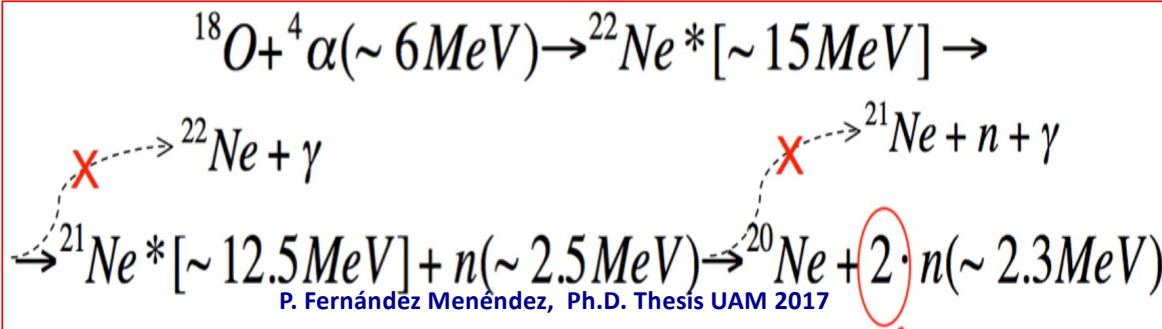 ¹⁸O+⁴α(~6MeV)→²²Ne*[~15MeV]→
X ²²Ne+γ X ²¹Ne+n+γ
→²¹Ne*[~12.5MeV]+n(~2.5MeV)→²⁰Ne+2·n(~2.3MeV)
P. Fernández Menéndez, Ph.D. Thesis UAM 2017